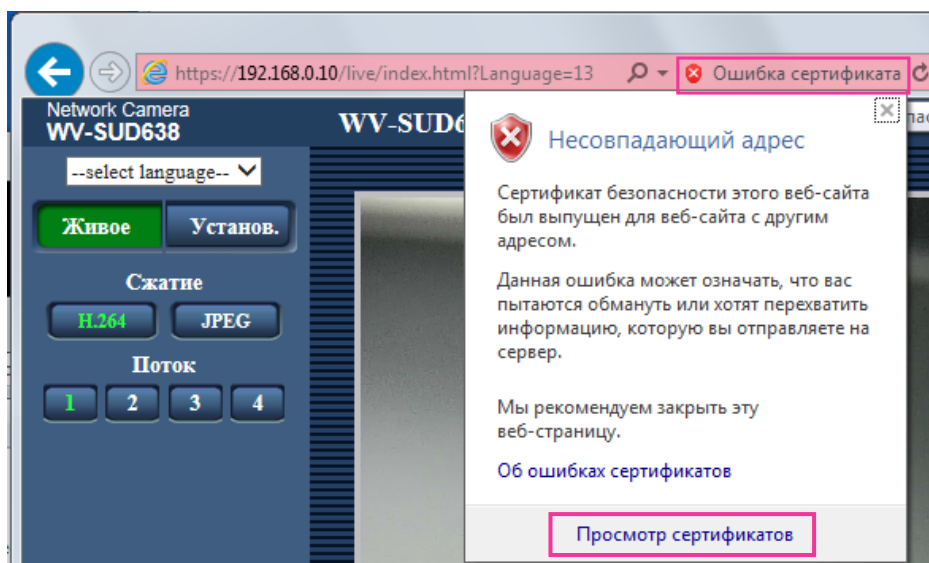 https://192.168.0.10/live/index.html?Language=13
Ошибка сертификата
Network Camera
WV-SUD638
WV-SUD6
--select language--
Живое
Установ.
Сжатие
H.264
JPEG
Поток
1
2
3
4
Несовпадающий адрес
Сертификат безопасности этого веб-сайта
был выпущен для веб-сайта с другим
адресом.
Данная ошибка может означать, что вас
пытаются обмануть или хотят перехватить
информацию, которую вы отправляете на
сервер.
Мы рекомендуем закрыть эту
веб-страницу.
Об ошибках сертификатов
Просмотр сертификатов